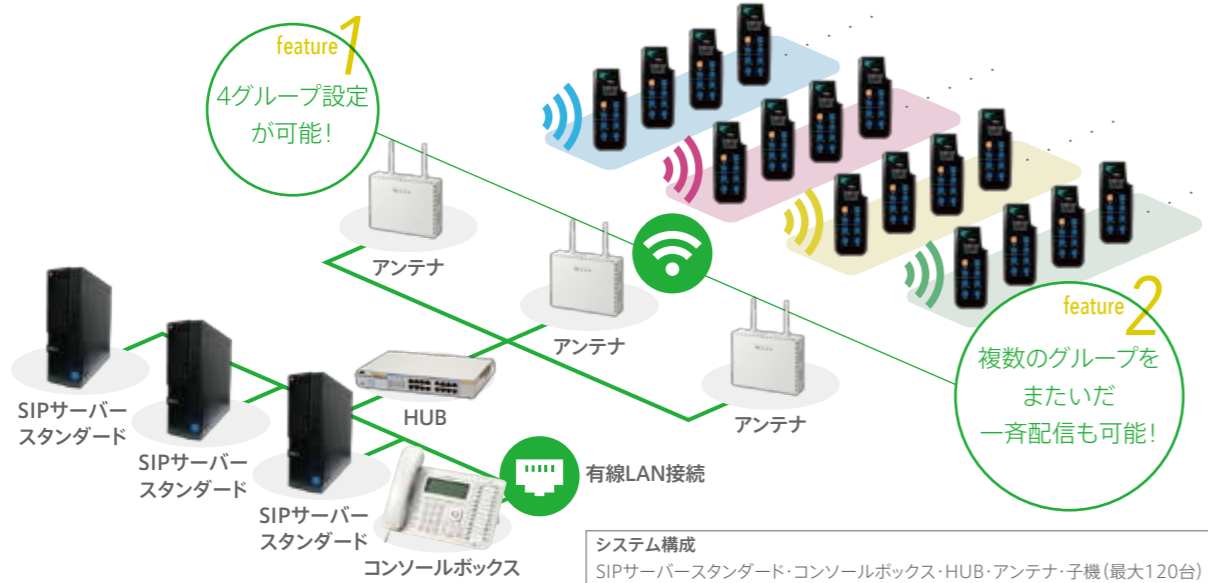 feature 1
4グループ設定
が可能!
アンテナ
アンテナ
アンテナ
SIPサーバー
スタンダード
SIPサーバー
スタンダード
SIPサーバー
スタンダード
HUB
コンソールボックス
有線LAN接続
feature 2
複数のグループを
またいだ
一斉配信も可能!
システム構成
SIPサーバースタンダード・コンソールボックス・HUB・アンテナ・子機(最大120台)